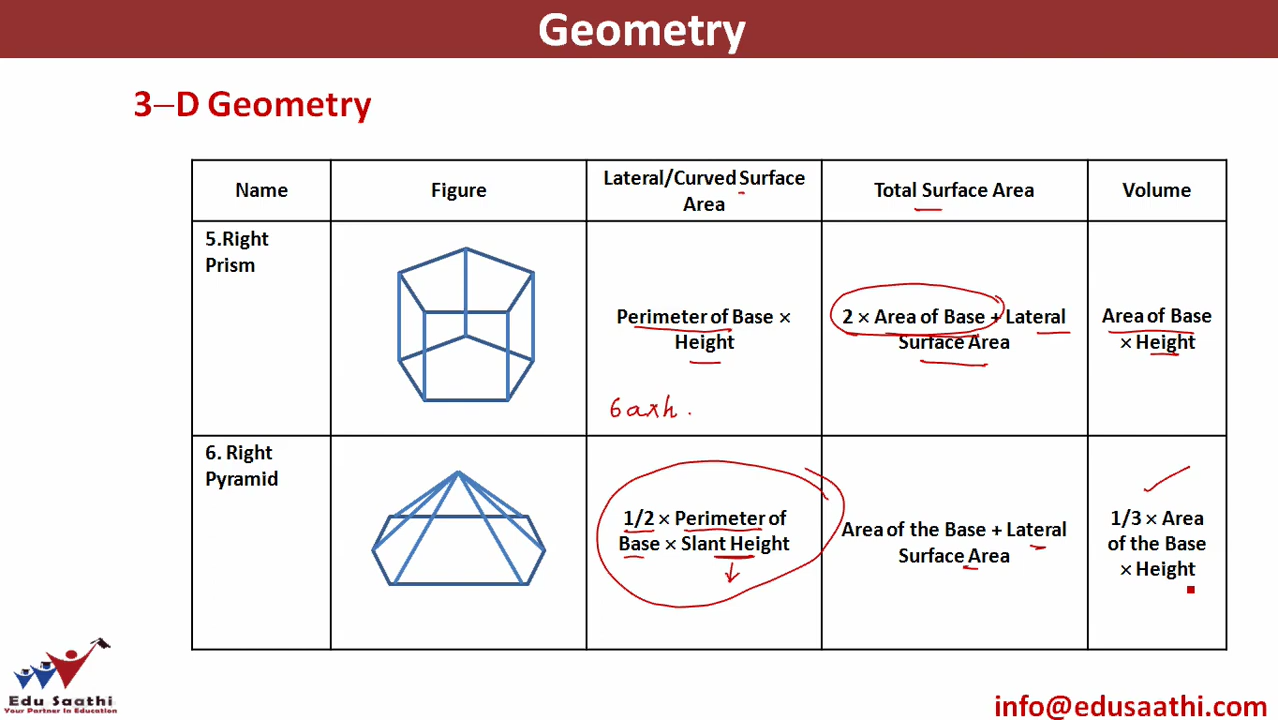 Geometry
3–D Geometry
Name
Figure
Lateral/Curved Surface
Area
Total Surface Area
Volume
5.Right
Prism
Perimeter of Base ×
Height
6axh.
2 × Area of Base + Lateral
Surface Area
Area of Base
× Height
6. Right
Pyramid
1/2 × Perimeter of
Base × Slant Height
Area of the Base + Lateral
Surface Area
1/3 × Area
of the Base
× Height
Edu Saathi
Your Partner In Education
info@edusaathi.com